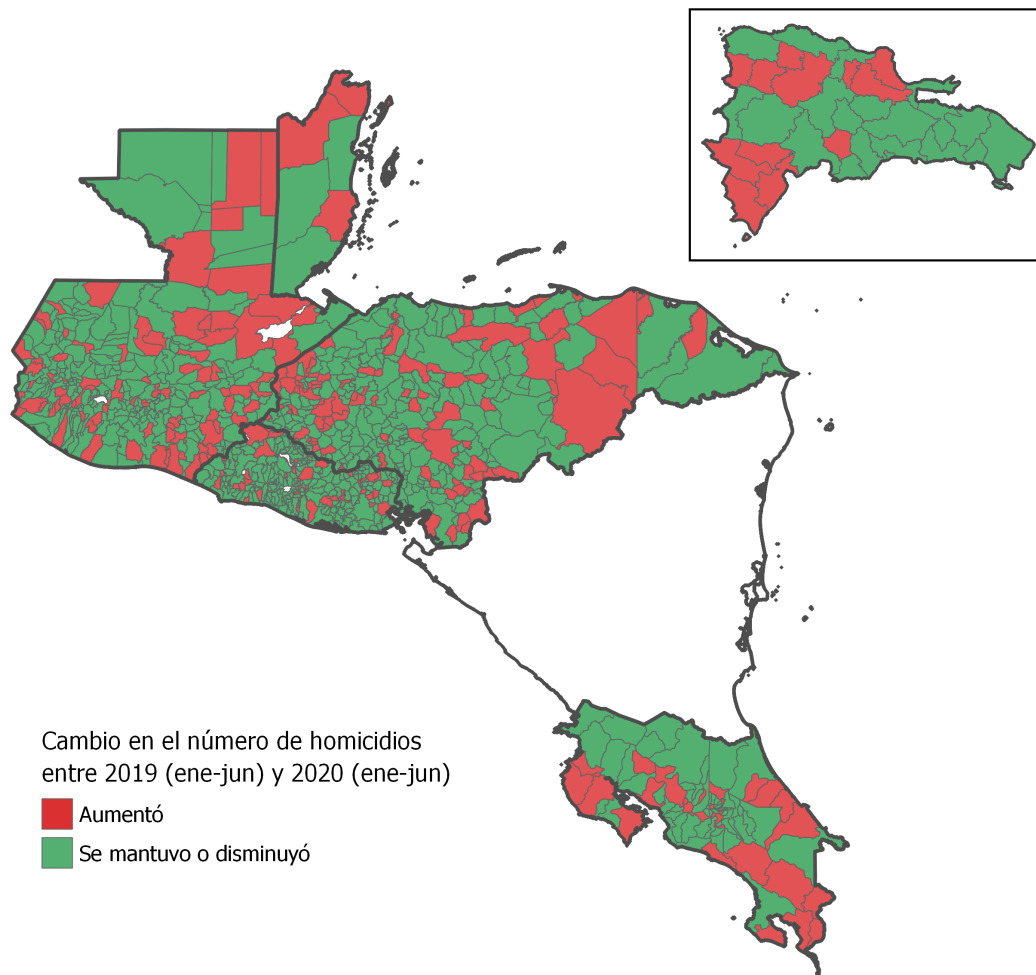 Cambio en el número de homicidios
entre 2019 (ene-jun) y 2020 (ene-jun)
Aumentó
Se mantuvo o disminuyó